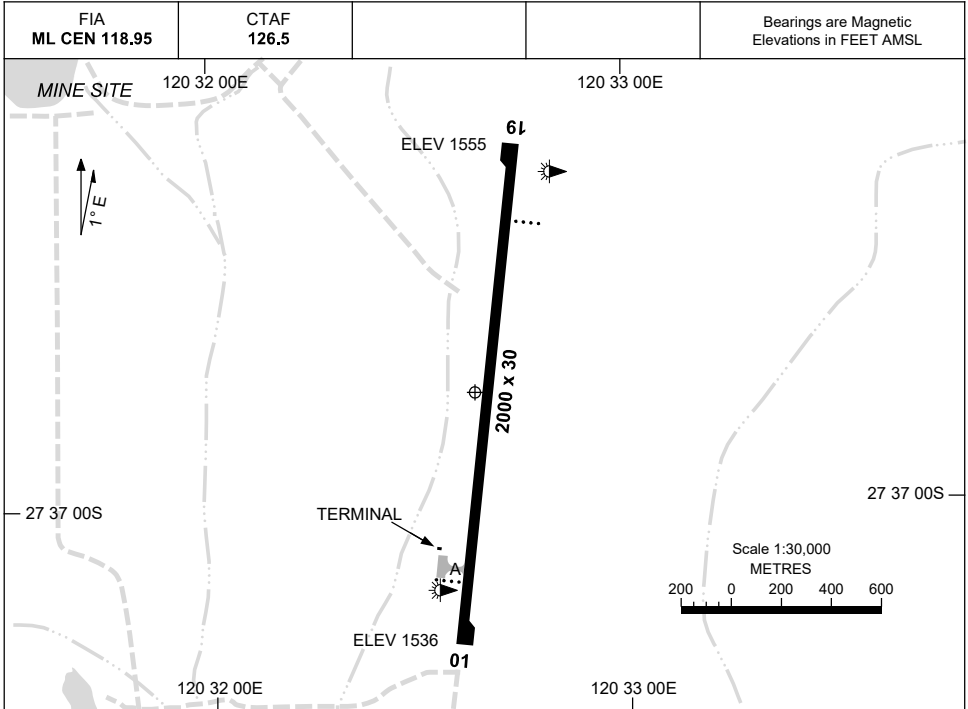 FIA
ML CEN 118.95
CTAF
126.5
Bearings are Magnetic
Elevations in FEET AMSL
MINE SITE
120 32 00E
120 33 00E
19
ELEV 1555
1° E
2000 x 30
27 37 00S
27 37 00S
TERMINAL
A
Scale 1:30,000
METRES
200 0 200 400 600
ELEV 1536
01
120 32 00E
120 33 00E